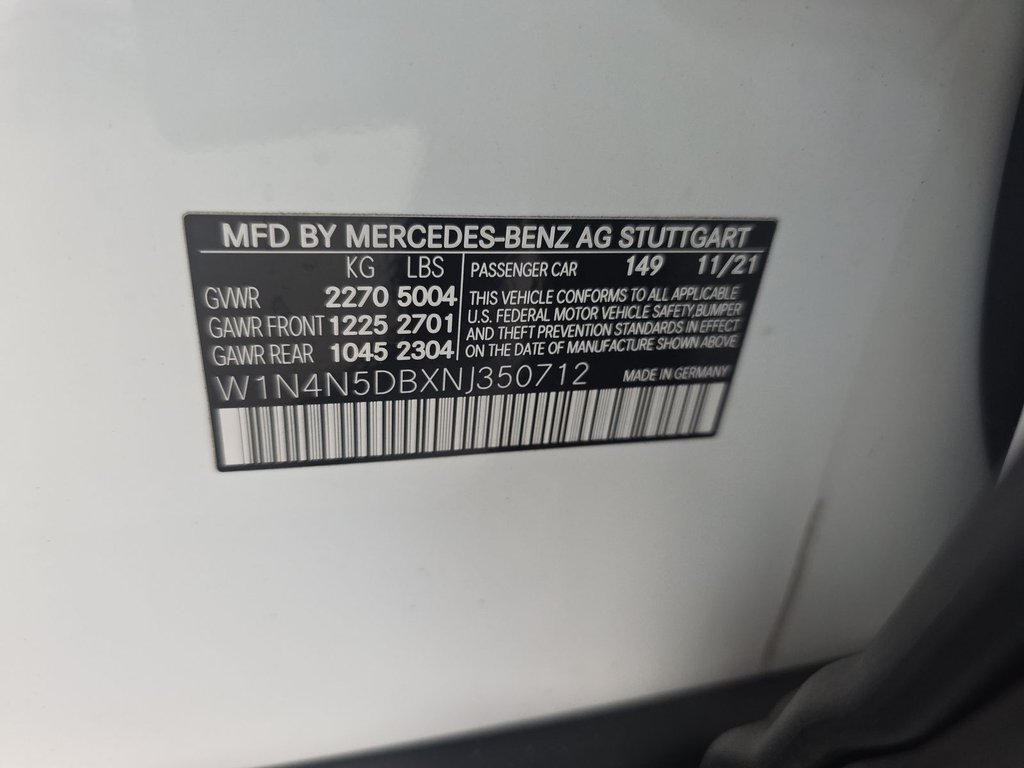 MFD BY MERCEDES-BENZ AG STUTTGART
KG LBS
GVWR 2270 5004
GAWR FRONT 1225 2701
GAWR REAR 1045 2304
PASSENGER CAR 149 11/21
THIS VEHICLE CONFORMS TO ALL APPLICABLE
U.S. FEDERAL MOTOR VEHICLE SAFETY,BUMPER
AND THEFT PREVENTION STANDARDS IN EFFECT
ON THE DATE OF MANUFACTURE SHOWN ABOVE
W1N4N5DBXNJ350712 MADE IN GERMANY